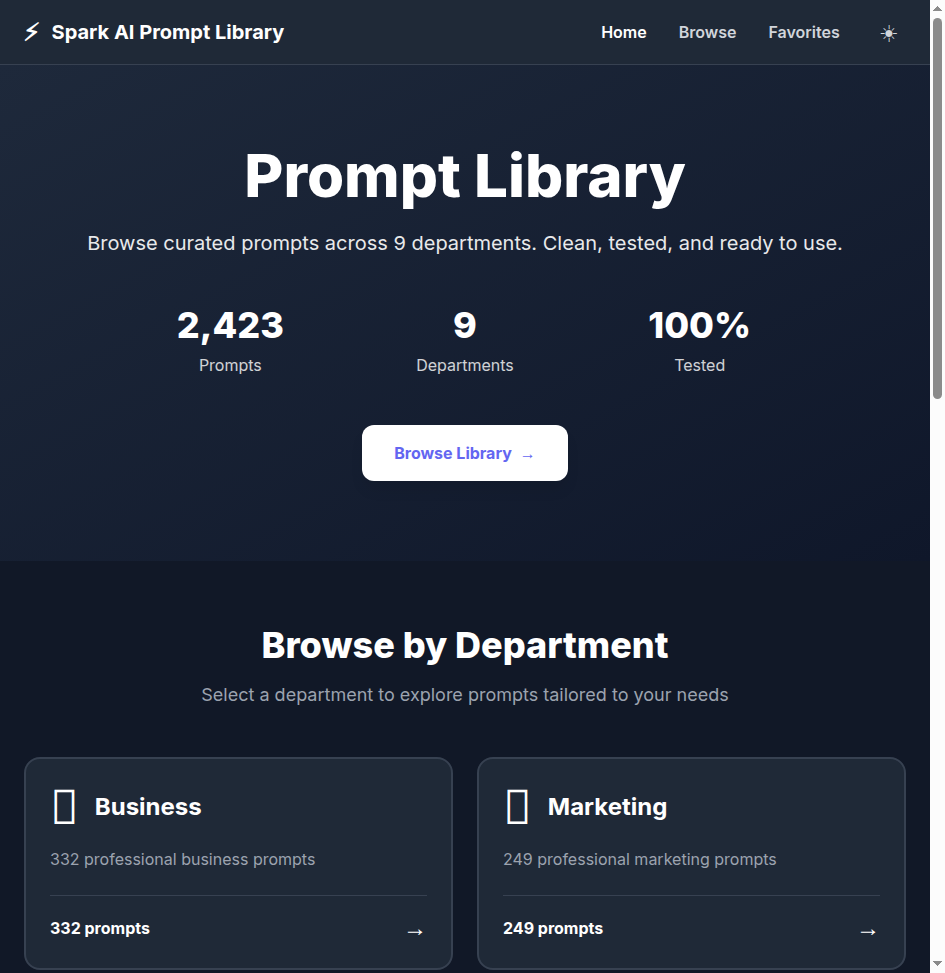 ⚡ Spark AI Prompt Library
Home Browse Favorites ☀
Prompt Library
Browse curated prompts across 9 departments. Clean, tested, and ready to use.
2,423 9 100%
Prompts Departments Tested
Browse Library →
Browse by Department
Select a department to explore prompts tailored to your needs
Business
332 professional business prompts
332 prompts →
Marketing
249 professional marketing prompts
249 prompts →